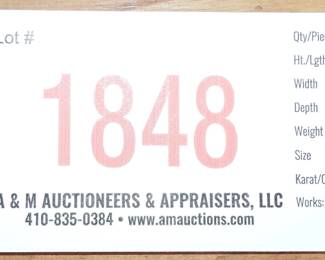 Lot #
1848
A & M AUCTIONEERS & APPRAISERS, LLC
410-835-0384 • www.amauctions.com
Qty/Pie
Ht./Lgth
Width
Depth
Weight
Size
Karat/C
Works: